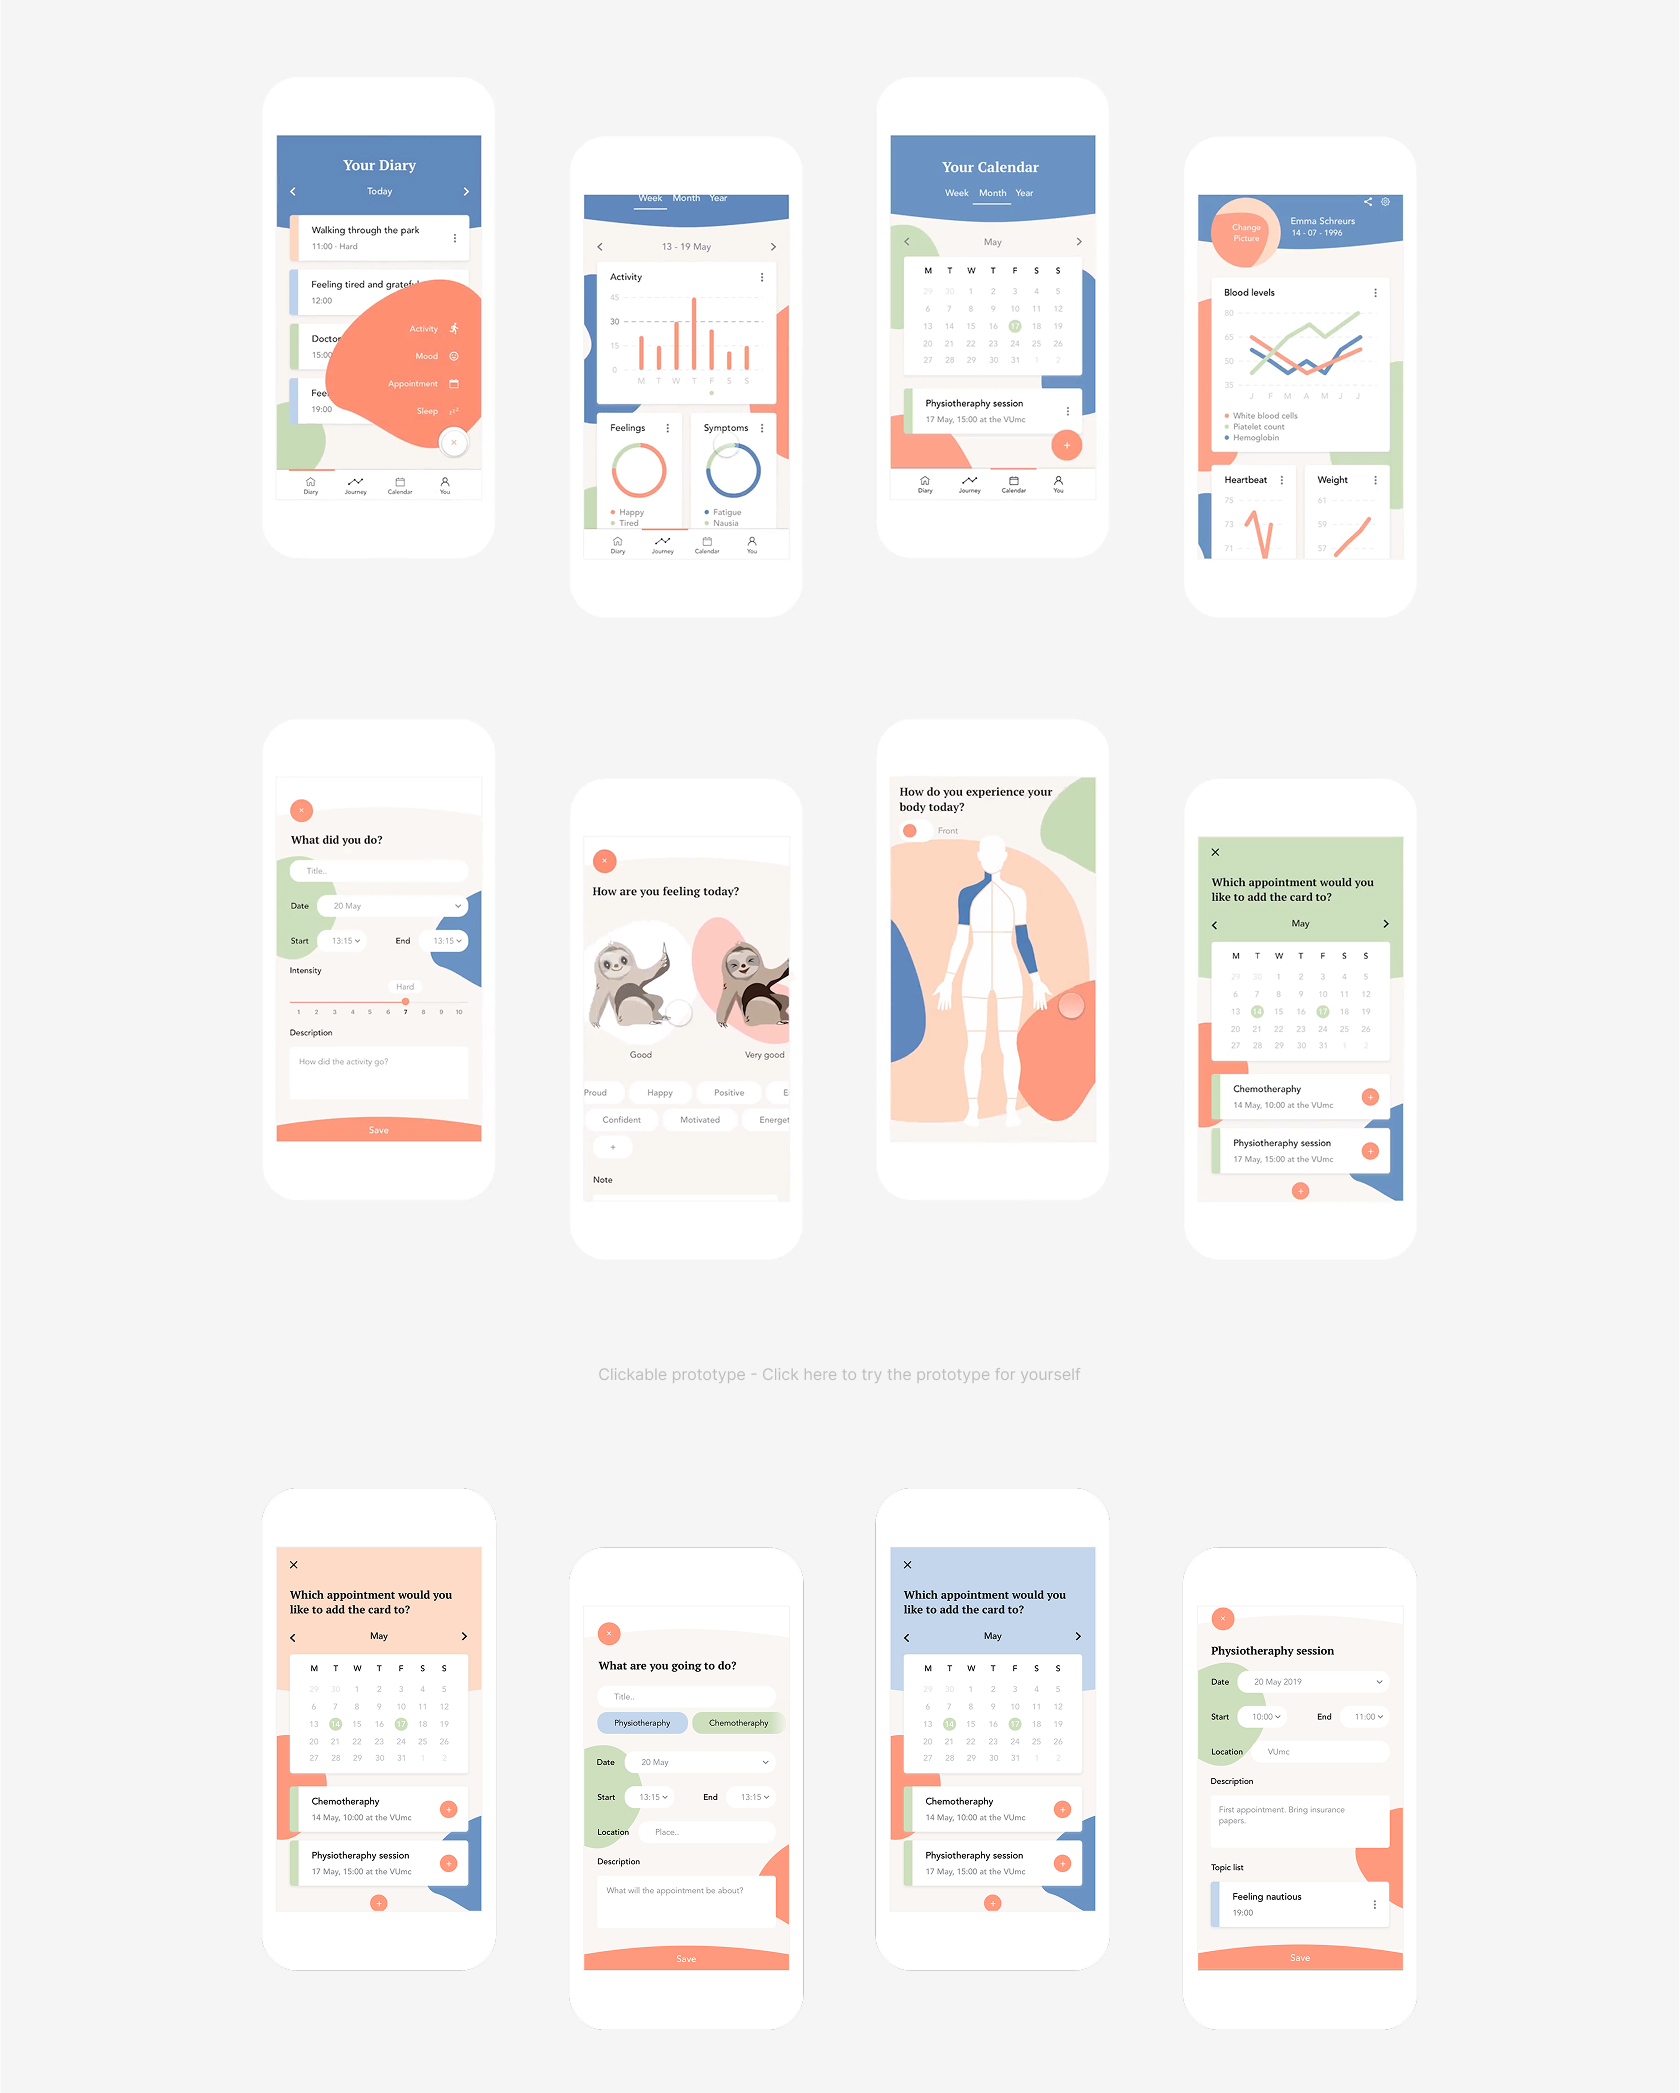 Your Diary
Today
Walking through the park
11:00 - Hard
Feeling tired and
12:00
15:00
19:00
Activity
Mood
Appointment
Sleep
Diary Journey Calendar You
Week Month Year
13 - 19 May
Activity
45
30
15
0
M T W T F S S
Feelings
Happy
Tired
Symptoms
Fatigue
Nausia
Diary Journey Calendar You
Your Calendar
Week Month Year
May
M T W T F S S
29 30 1 2 3 4 5
6 7 8 9 10 11 12
13 14 15 16 17 18 19
20 21 22 23 24 25 26
27 28 29 30 31 1 2
Physiotheraphy session
17 May, 15:00 at the VUmc
+
Diary Journey Calendar You
Change
Picture
Emma Schreurs
14 - 07 - 1996
Blood levels
80
65
50
35
J F M A M J J
White blood cells
Platelet count
Hemoglobin
Heartbeat
75
73
71
Weight
61
59
57
What did you do?
Title..
Date 20 May
Start 13:15 End 13:15
Intensity
Hard
1 2 3 4 5 6 7 8 9 10
Description
How did the activity go?
Save
How are you feeling today?
Good Very good
Proud Happy Positive
Confident Motivated
+
Note
How do you experience your
body today?
Front
Which appointment would you
like to add the card to?
May
M T W T F S S
29 30 1 2 3 4 5
6 7 8 9 10 11 12
13 14 15 16 17 18 19
20 21 22 23 24 25 26
27 28 29 30 31 1 2
Chemotheraphy
14 May, 10:00 at the VUmc
+
Physiotheraphy session
17 May, 15:00 at the VUmc
+
+
Clickable prototype - Click here to try the prototype for yourself
Which appointment would you
like to add the card to?
May
M T W T F S S
29 30 1 2 3 4 5
6 7 8 9 10 11 12
13 14 15 16 17 18 19
20 21 22 23 24 25 26
27 28 29 30 31 1 2
Chemotheraphy
14 May, 10:00 at the VUmc
+
Physiotheraphy session
17 May, 15:00 at the VUmc
+
+
What are you going to do?
Title..
Physiotheraphy Chemotheraphy
Date 20 May
Start 13:15 End 13:15
Location Place..
Description
What will the appointment be about?
Save
Which appointment would you
like to add the card to?
May
M T W T F S S
29 30 1 2 3 4 5
6 7 8 9 10 11 12
13 14 15 16 17 18 19
20 21 22 23 24 25 26
27 28 29 30 31 1 2
Chemotheraphy
14 May, 10:00 at the VUmc
+
Physiotheraphy session
17 May, 15:00 at the VUmc
+
+
Physiotheraphy session
Date 20 May 2019
Start 10:00 End 11:00
Location VUmc
Description
First appointment. Bring insurance
papers.
Topic list
Feeling nautious
19:00
Save